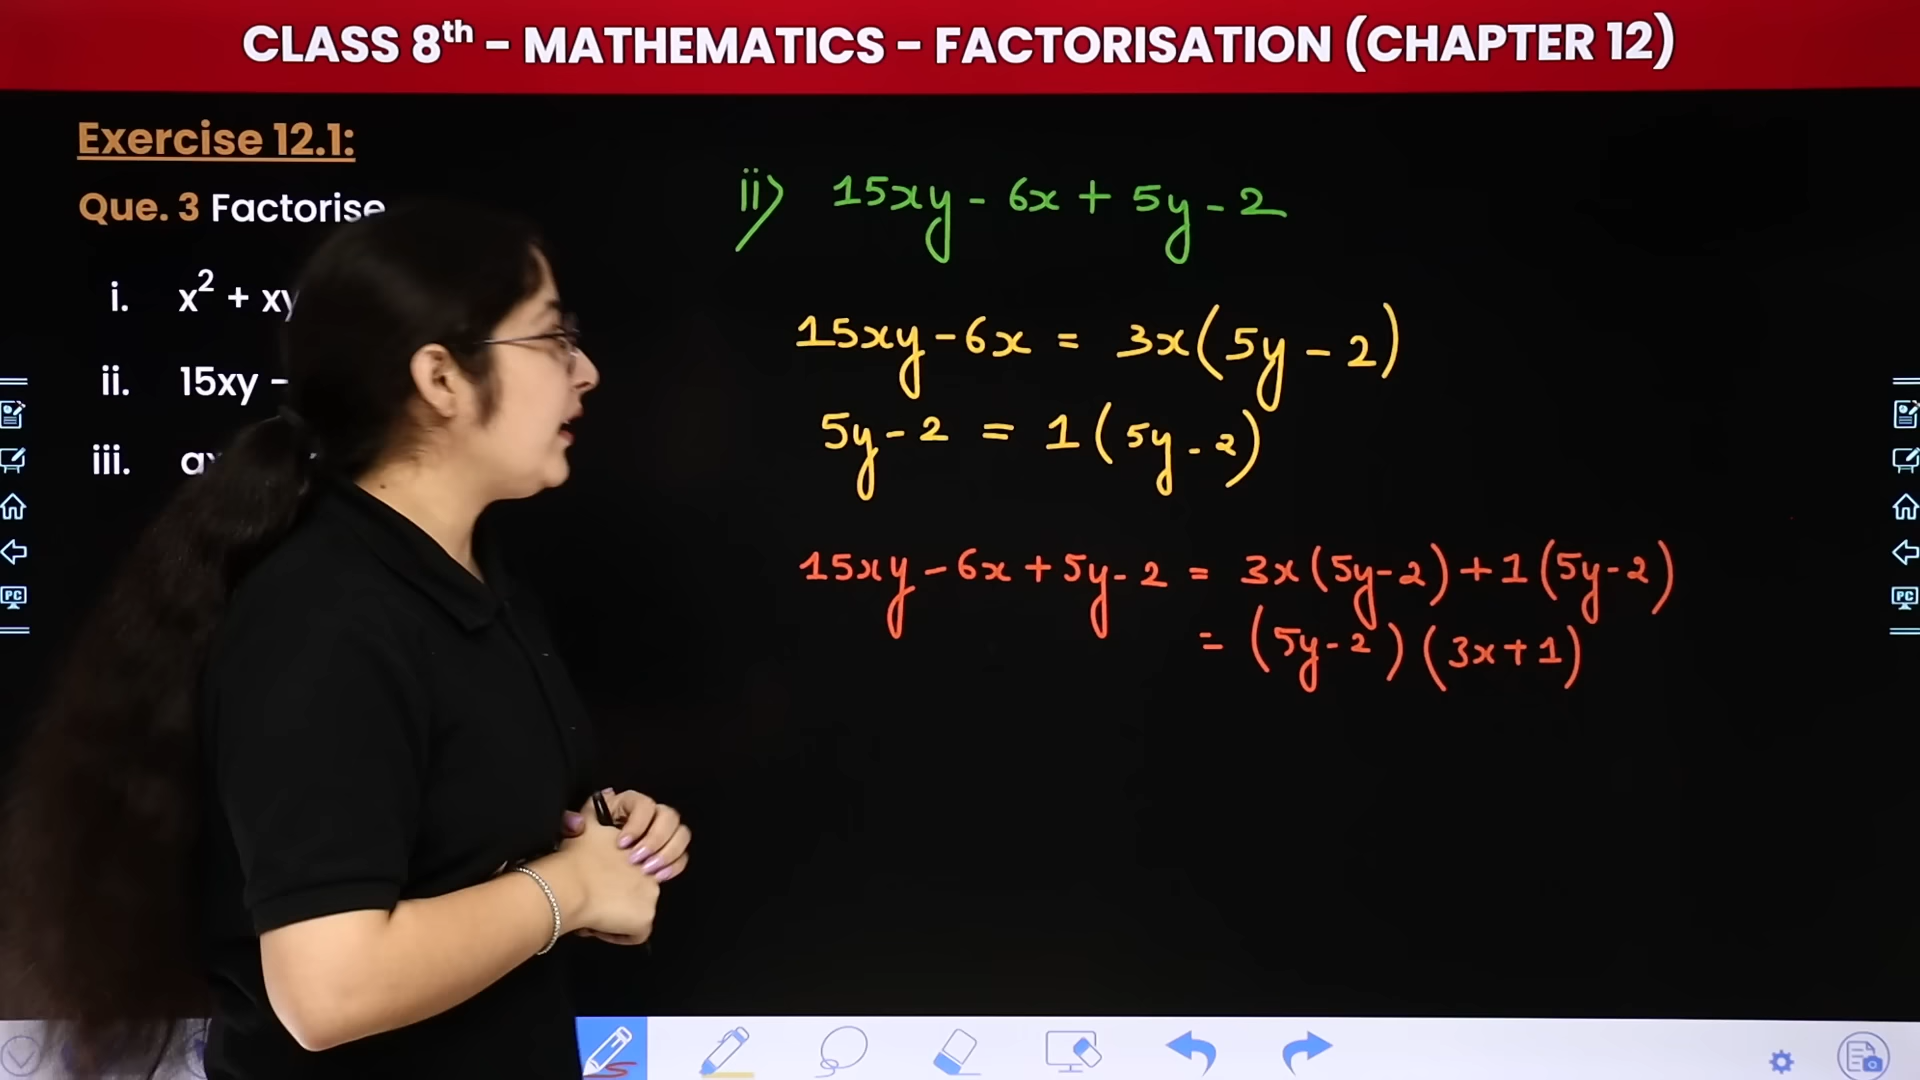 CLASS 8th - MATHEMATICS - FACTORISATION (CHAPTER 12)
Exercise 12.1:
Que. 3 Factorise
i. x² + xy
ii. 15xy -
iii.
ii) 15xy - 6x + 5y - 2
15xy - 6x = 3x(5y - 2)
5y - 2 = 1(5y - 2)
15xy - 6x + 5y - 2 = 3x(5y-2) + 1(5y-2)
= (5y-2)(3x+1)
PC
PC